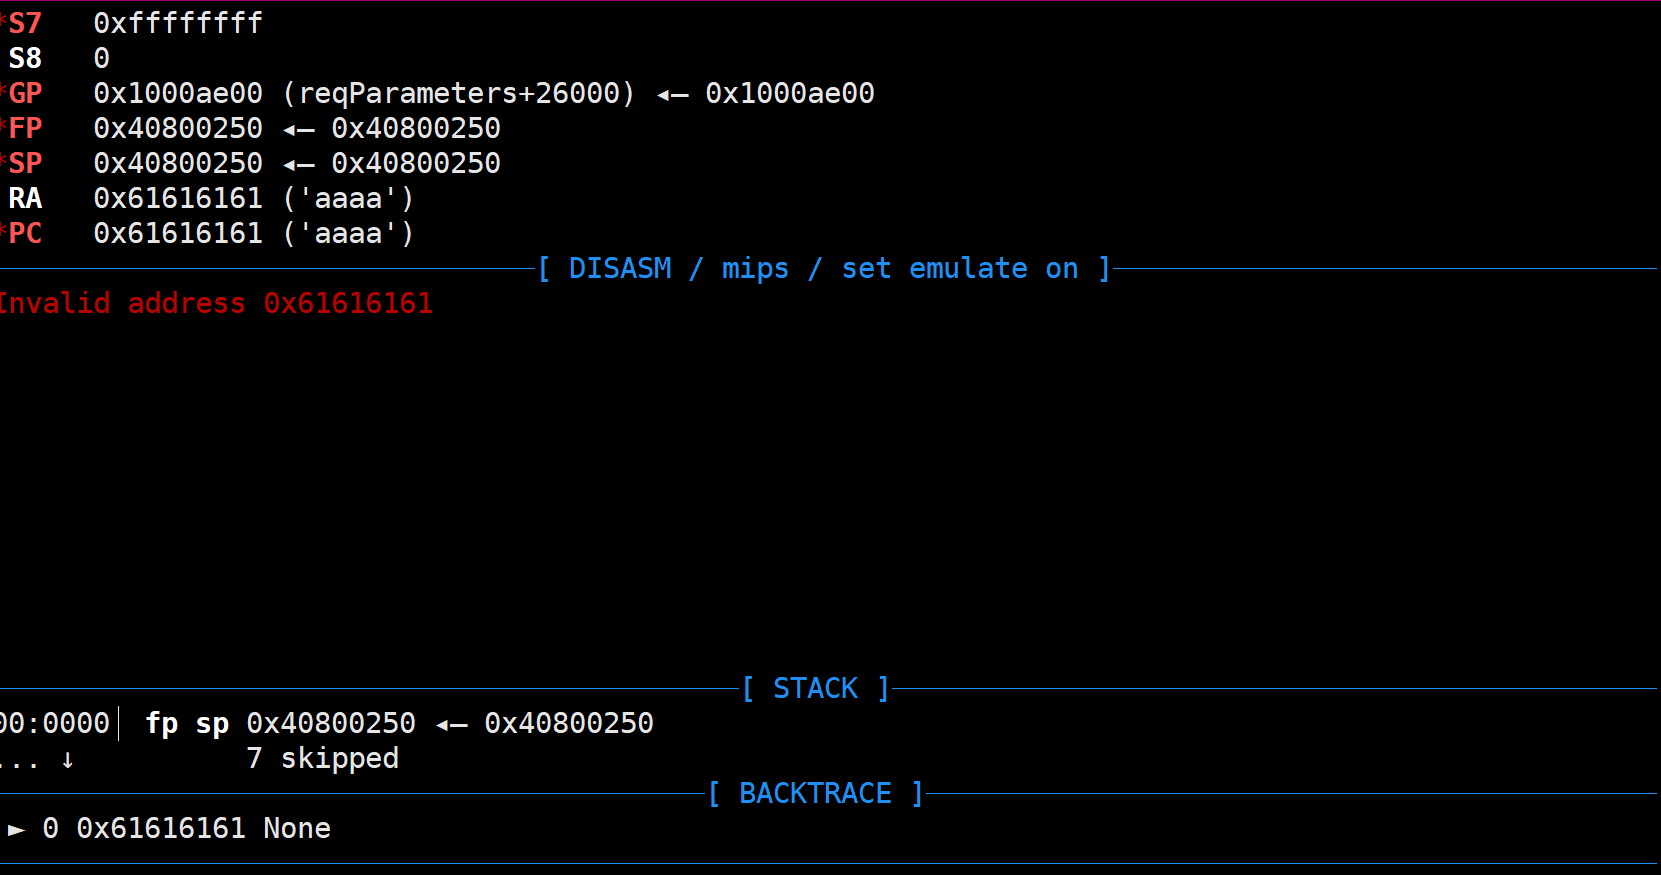 *S7   0xffffffff
 S8   0
*GP   0x1000ae00 (reqParameters+26000) ◂— 0x1000ae00
*FP   0x40800250 ◂— 0x40800250
*SP   0x40800250 ◂— 0x40800250
 RA   0x61616161 ('aaaa')
*PC   0x61616161 ('aaaa')
[ DISASM / mips / set emulate on ]
Invalid address 0x61616161
[ STACK ]
00:0000│  fp sp 0x40800250 ◂— 0x40800250
... ↓            7 skipped
[ BACKTRACE ]
 ► 0 0x61616161 None